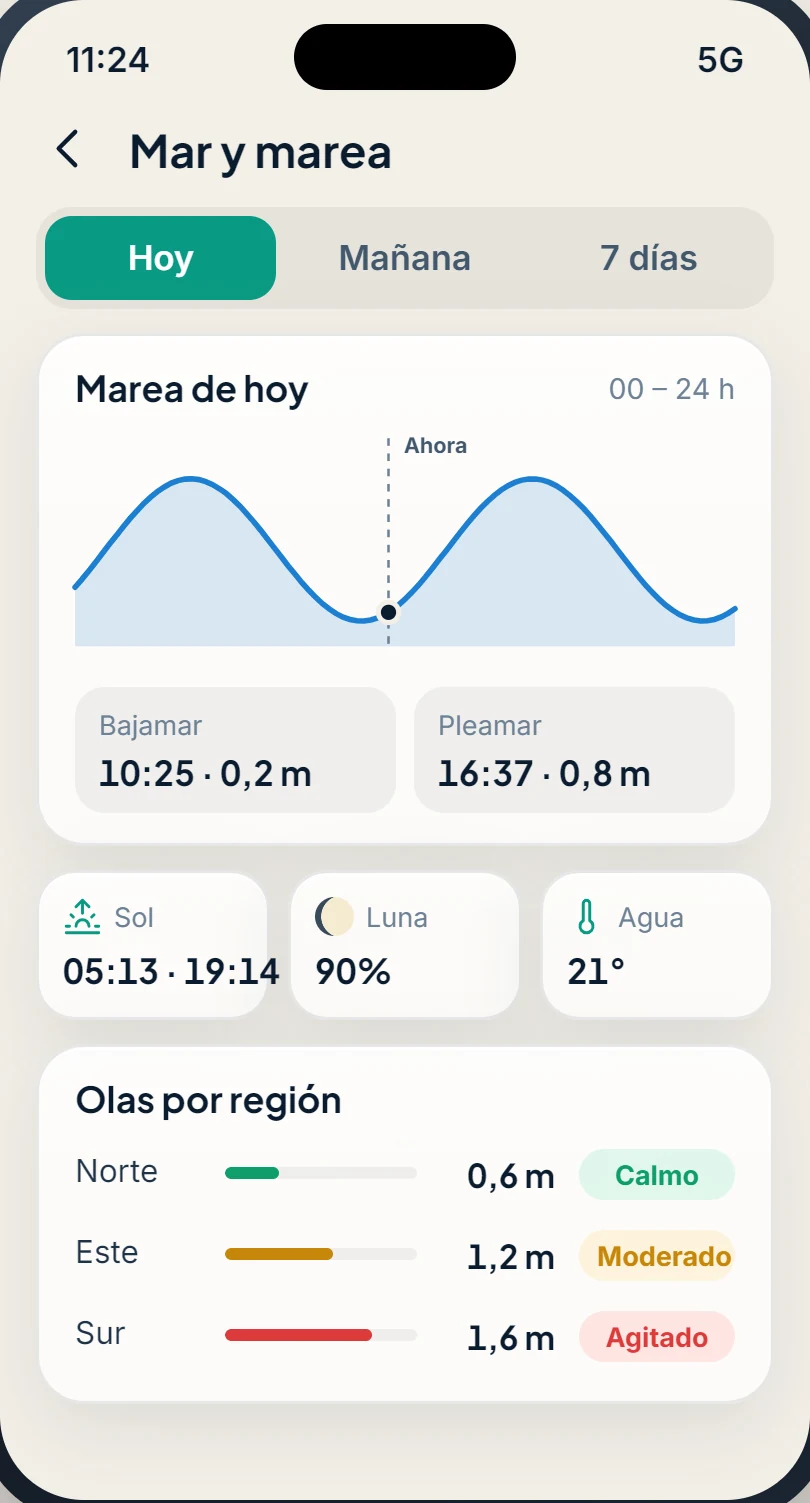 11:24 5G
Mar y marea
Hoy Mañana 7 días
Marea de hoy 00 – 24 h
Ahora
Bajamar Pleamar
10:25 · 0,2 m 16:37 · 0,8 m
Sol Luna Agua
05:13 · 19:14 90% 21°
Olas por región
Norte 0,6 m Calmo
Este 1,2 m Moderado
Sur 1,6 m Agitado